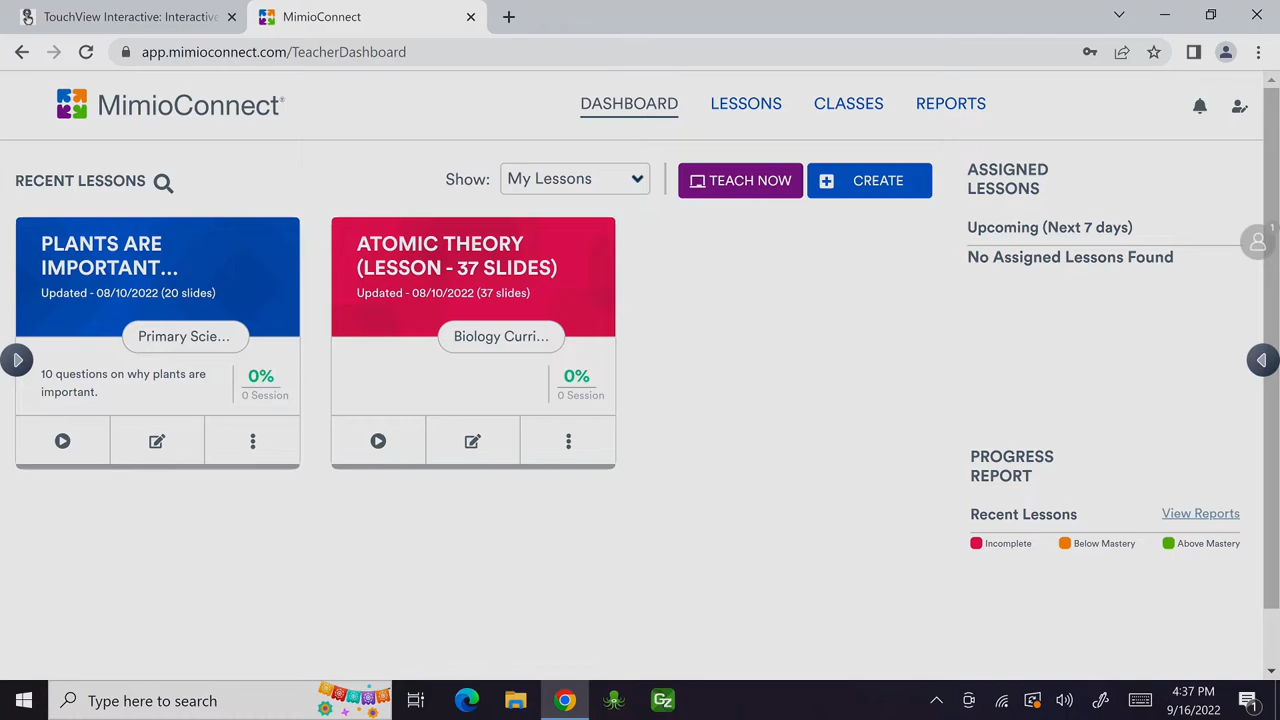 TouchView Interactive: Interactive
MimioConnect
app.mimioconnect.com/TeacherDashboard
MimioConnect®
DASHBOARD
LESSONS
CLASSES
REPORTS
RECENT LESSONS
Show:
My Lessons
TEACH NOW
CREATE
PLANTS ARE
IMPORTANT...
Updated - 08/10/2022 (20 slides)
Primary Scie...
10 questions on why plants are
important.
0%
0 Session
ATOMIC THEORY
(LESSON - 37 SLIDES)
Updated - 08/10/2022 (37 slides)
Biology Curri...
0%
0 Session
ASSIGNED
LESSONS
Upcoming (Next 7 days)
No Assigned Lessons Found
1
PROGRESS
REPORT
Recent Lessons
View Reports
Incomplete
Below Mastery
Above Mastery
Type here to search
GZ
4:37 PM
9/16/2022
1